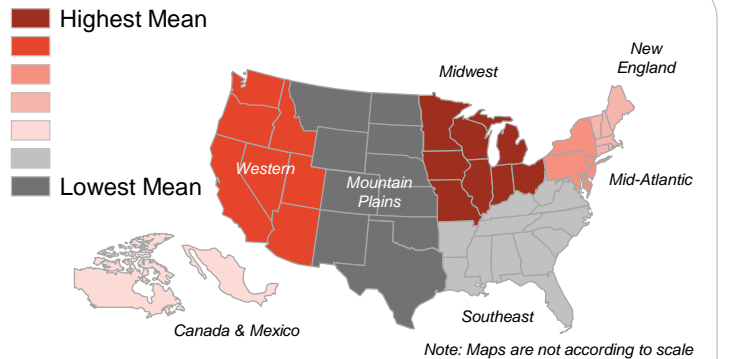 Highest Mean
New
England
Midwest
Western
Mountain
Plains
Mid-Atlantic
Lowest Mean
Southeast
Canada & Mexico
Note: Maps are not according to scale